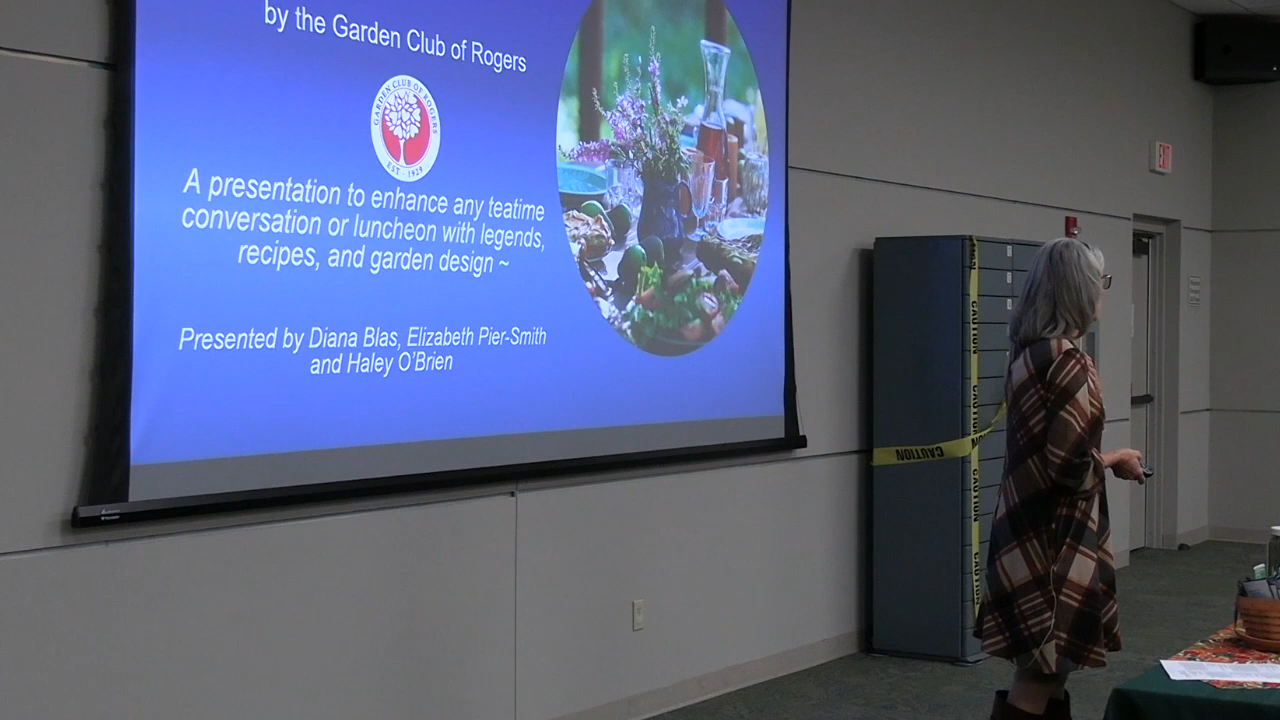 by the Garden Club of Rogers
GARDEN CLUB OF ROGERS
EST - 1929
A presentation to enhance any teatime
conversation or luncheon with legends,
recipes, and garden design ~
Presented by Diana Blas, Elizabeth Pier-Smith
and Haley O'Brien
EXIT
CAUTION
CAUTION
CAUTION
CAUTION
CAUTION